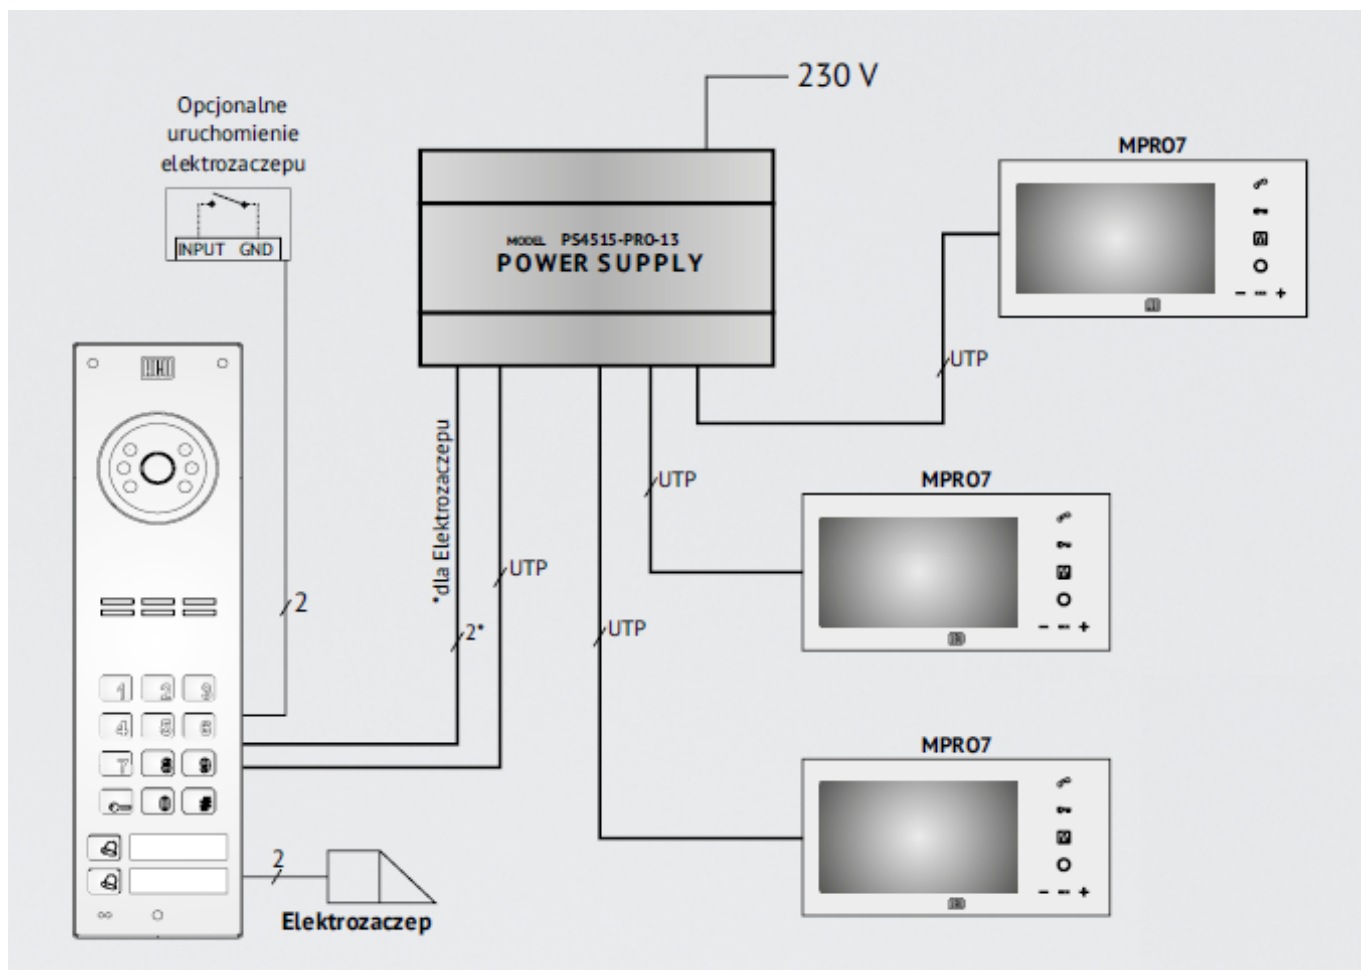 230 V
Opcjonalne
uruchomienie
elektrozaczepu
INPUT GND
MODEL PS4515-PRO-13
POWER SUPPLY
MPRO7
- +
UTP
*dla Elektrozaczepu
2*
UTP
UTP
UTP
MPRO7
- +
MPRO7
- +
2
1 2 3
4 5 6
7 8 9
0 #
2
Elektrozaczep